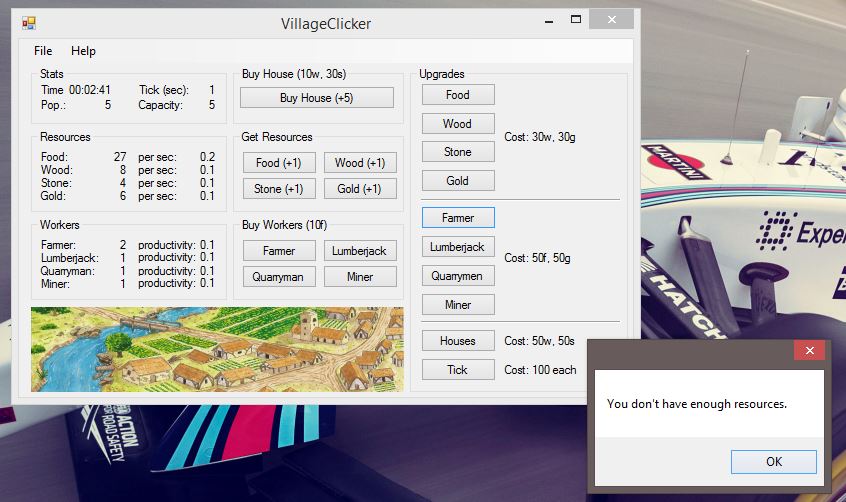 VillageClicker
File Help
Stats
Time 00:02:41 Tick (sec): 1
Pop.: 5 Capacity: 5
Buy House (10w, 30s)
Buy House (+5)
Resources
Food: 27 per sec: 0.2
Wood: 8 per sec: 0.1
Stone: 4 per sec: 0.1
Gold: 6 per sec: 0.1
Get Resources
Food (+1) Wood (+1)
Stone (+1) Gold (+1)
Workers
Farmer: 2 productivity: 0.1
Lumberjack: 1 productivity: 0.1
Quarryman: 1 productivity: 0.1
Miner: 1 productivity: 0.1
Buy Workers (10f)
Farmer Lumberjack
Quarryman Miner
Upgrades
Food
Wood
Stone
Gold
Cost: 30w, 30g
Farmer
Lumberjack
Quarrymen
Miner
Cost: 50f, 50g
Houses Cost: 50w, 50s
Tick Cost: 100 each
You don't have enough resources.
OK
MARTINI
Exper
HATCH
ACTION
FOR ROAD SAFETY